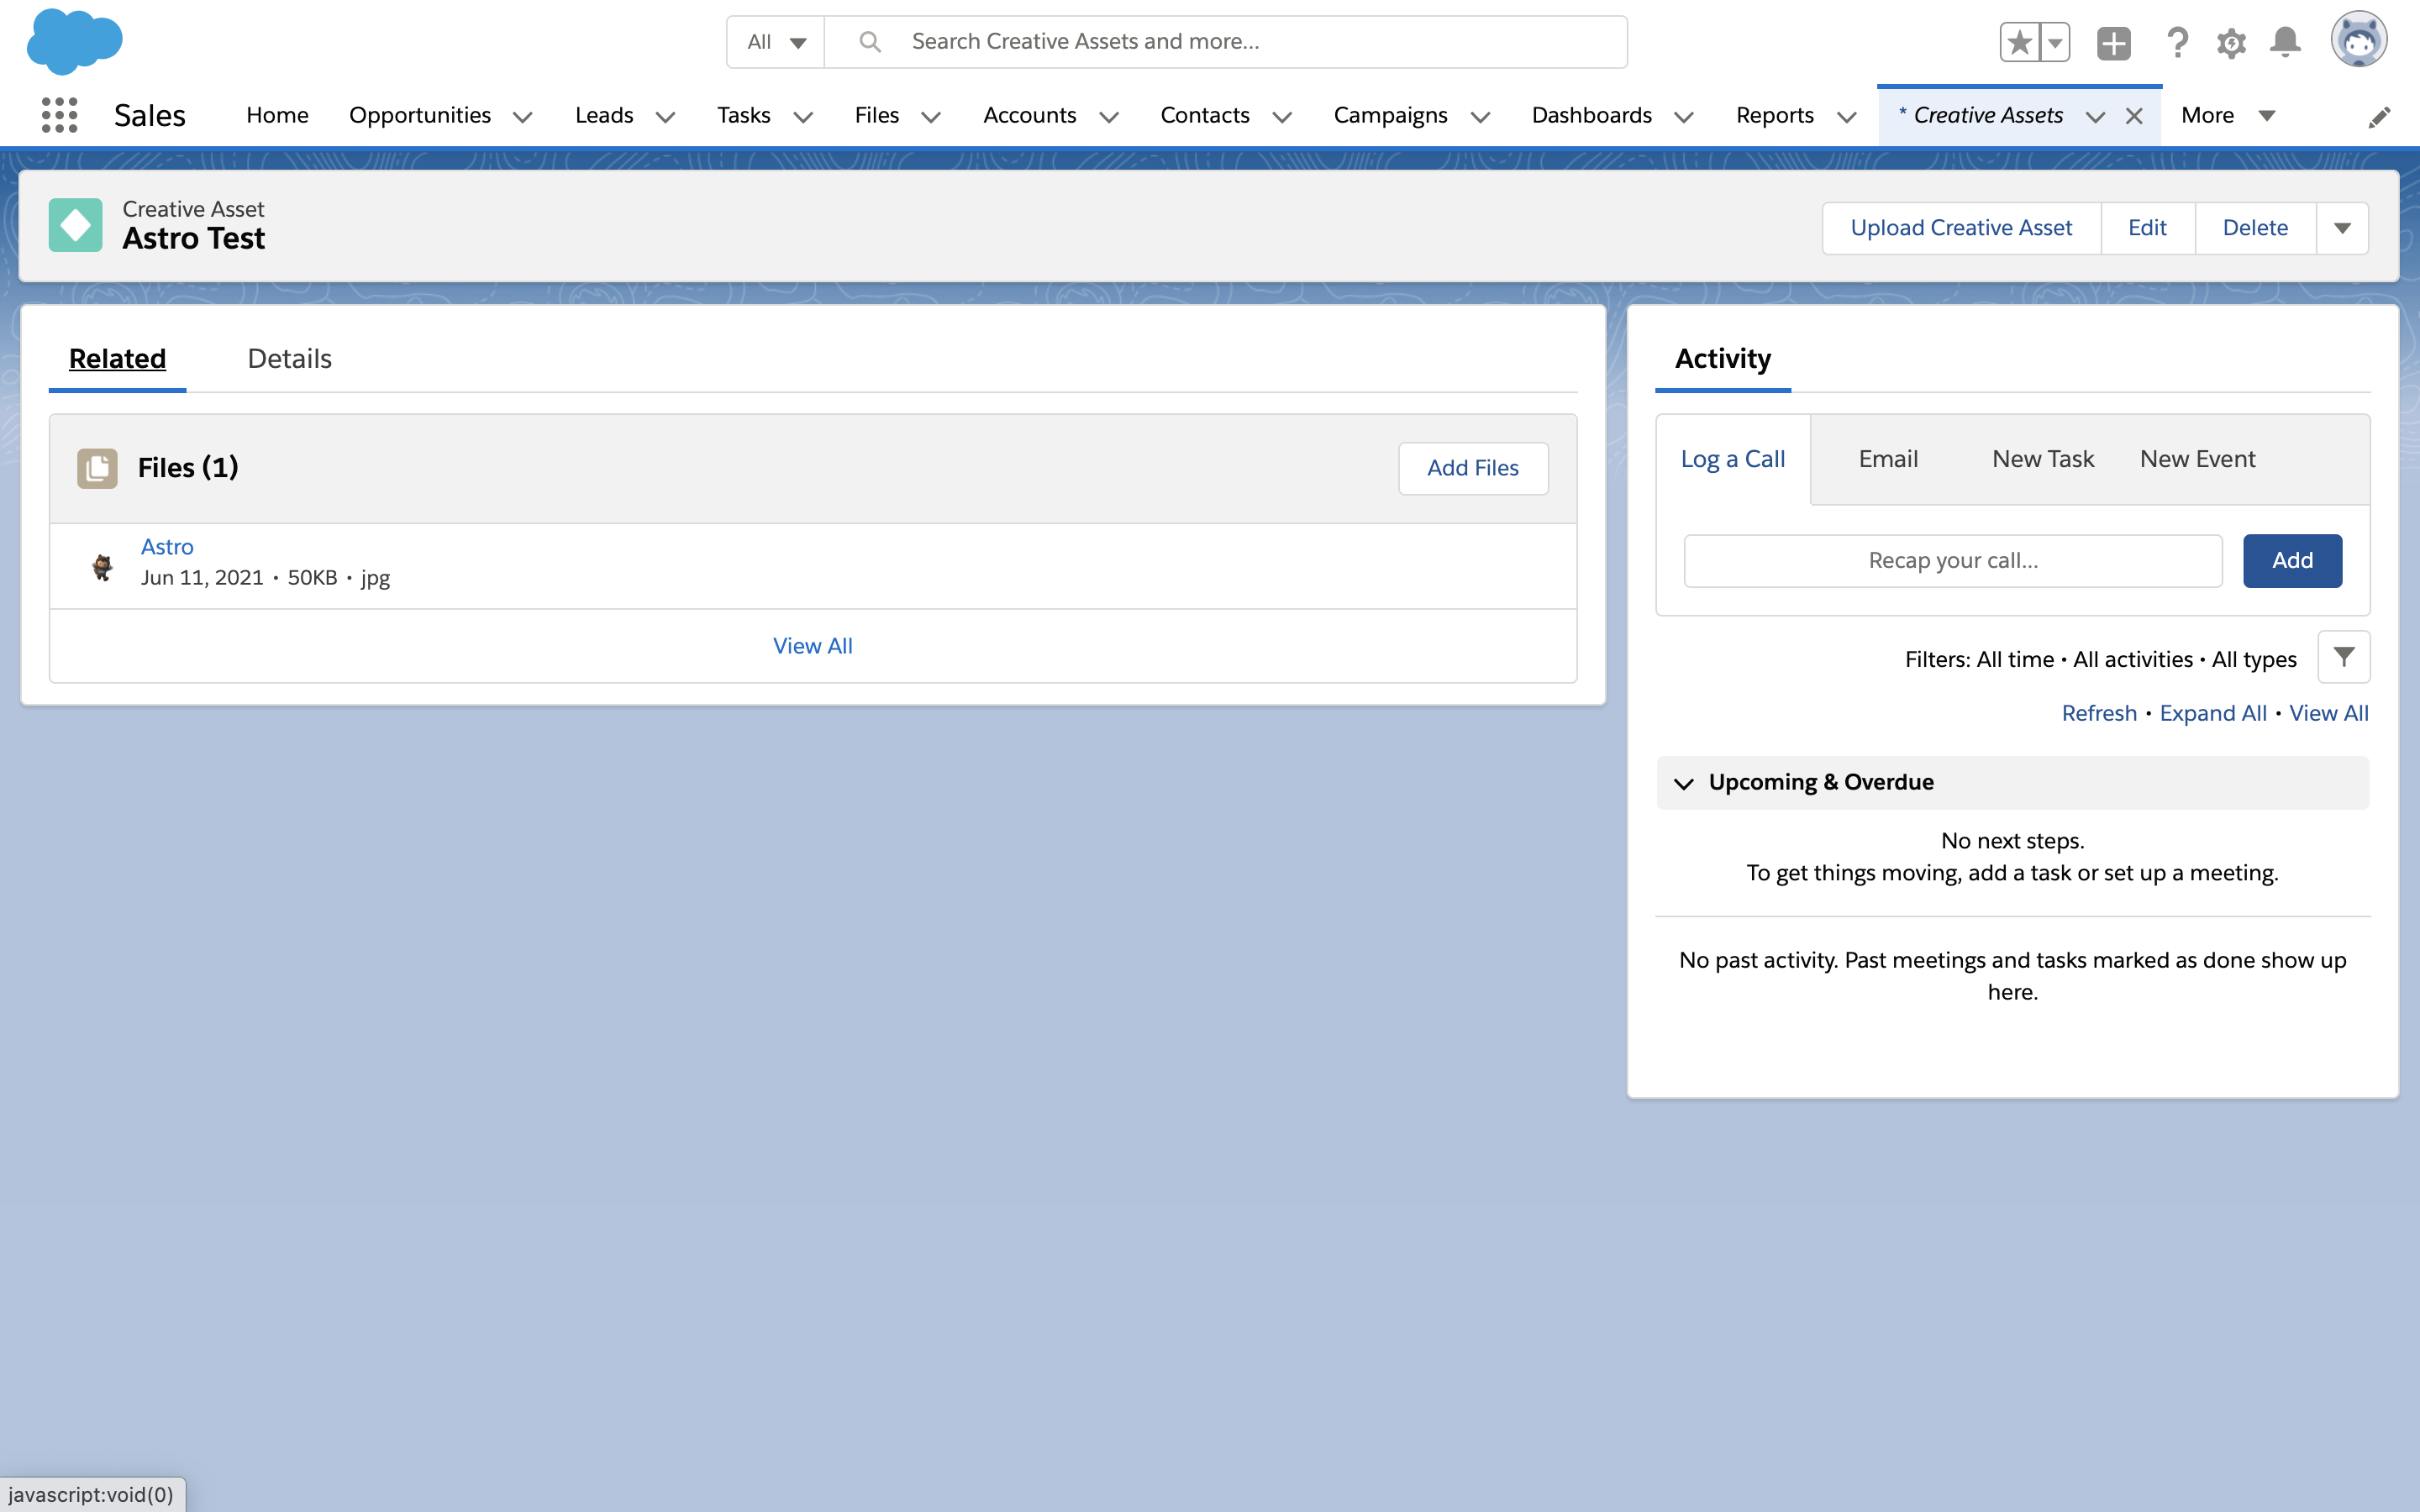 All
Search Creative Assets and more...
Sales
Home
Opportunities
Leads
Tasks
Files
Accounts
Contacts
Campaigns
Dashboards
Reports
* Creative Assets
More
Creative Asset
Astro Test
Upload Creative Asset
Edit
Delete
Related
Details
Files (1)
Add Files
Astro
Jun 11, 2021 • 50KB • jpg
View All
Activity
Log a Call
Email
New Task
New Event
Recap your call...
Add
Filters: All time • All activities • All types
Refresh • Expand All • View All
Upcoming & Overdue
No next steps.
To get things moving, add a task or set up a meeting.
No past activity. Past meetings and tasks marked as done show up
here.
javascript:void(0)